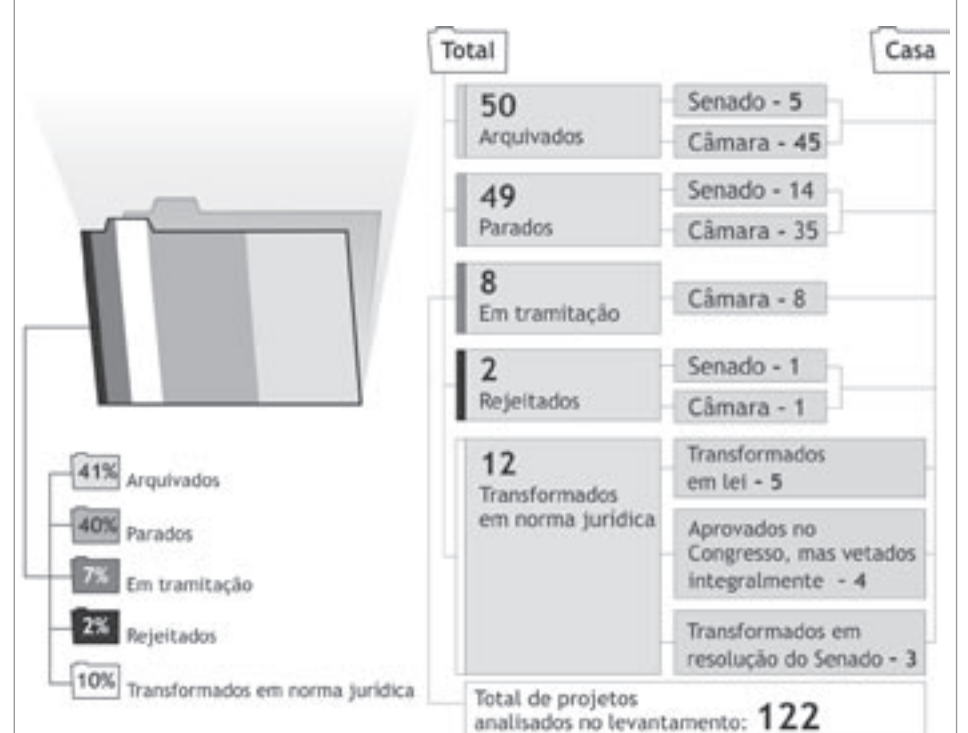 Total
Casa
50
Arquivados
Senado - 5
Câmara - 45
49
Parados
Senado - 14
Câmara - 35
8
Em tramitação
Câmara - 8
2
Rejeitados
Senado - 1
Câmara - 1
12
Transformados
em norma jurídica
Transformados
em lei - 5
Aprovados no
Congresso, mas vetados
integralmente - 4
Transformados em
resolução do Senado - 3
Total de projetos
analisados no levantamento: 122
41% Arquivados
40% Parados
7% Em tramitação
2% Rejeitados
10% Transformados em norma jurídica